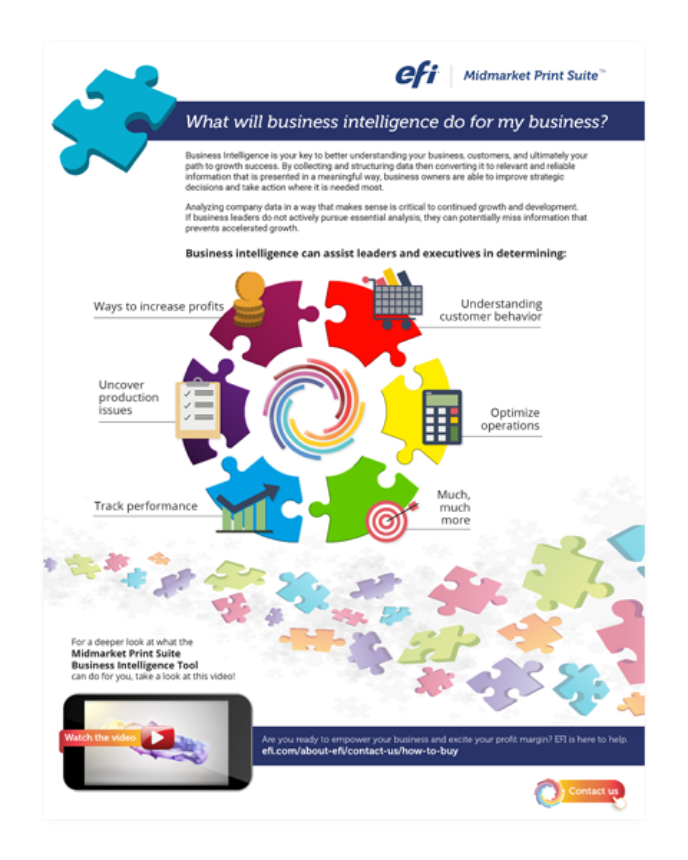 efi Midmarket Print Suite™
What will business intelligence do for my business?
Business Intelligence is your key to better understanding your business, customers, and ultimately your
path to growth success. By collecting and structuring data then converting it to relevant and reliable
information that is presented in a meaningful way, business owners are able to improve strategic
decisions and take action where it is needed most.
Analyzing company data in a way that makes sense is critical to continued growth and development.
If business leaders do not actively pursue essential analysis, they can potentially miss information that
prevents accelerated growth.
Business intelligence can assist leaders and executives in determining:
Ways to increase profits
Understanding
customer behavior
Uncover
production
issues
Optimize
operations
Track performance
Much,
much
more
For a deeper look at what the
Midmarket Print Suite
Business Intelligence Tool
can do for you, take a look at this video!
Watch the video
Are you ready to empower your business and excite your profit margin? EFI is here to help.
efi.com/about-efi/contact-us/how-to-buy
Contact us